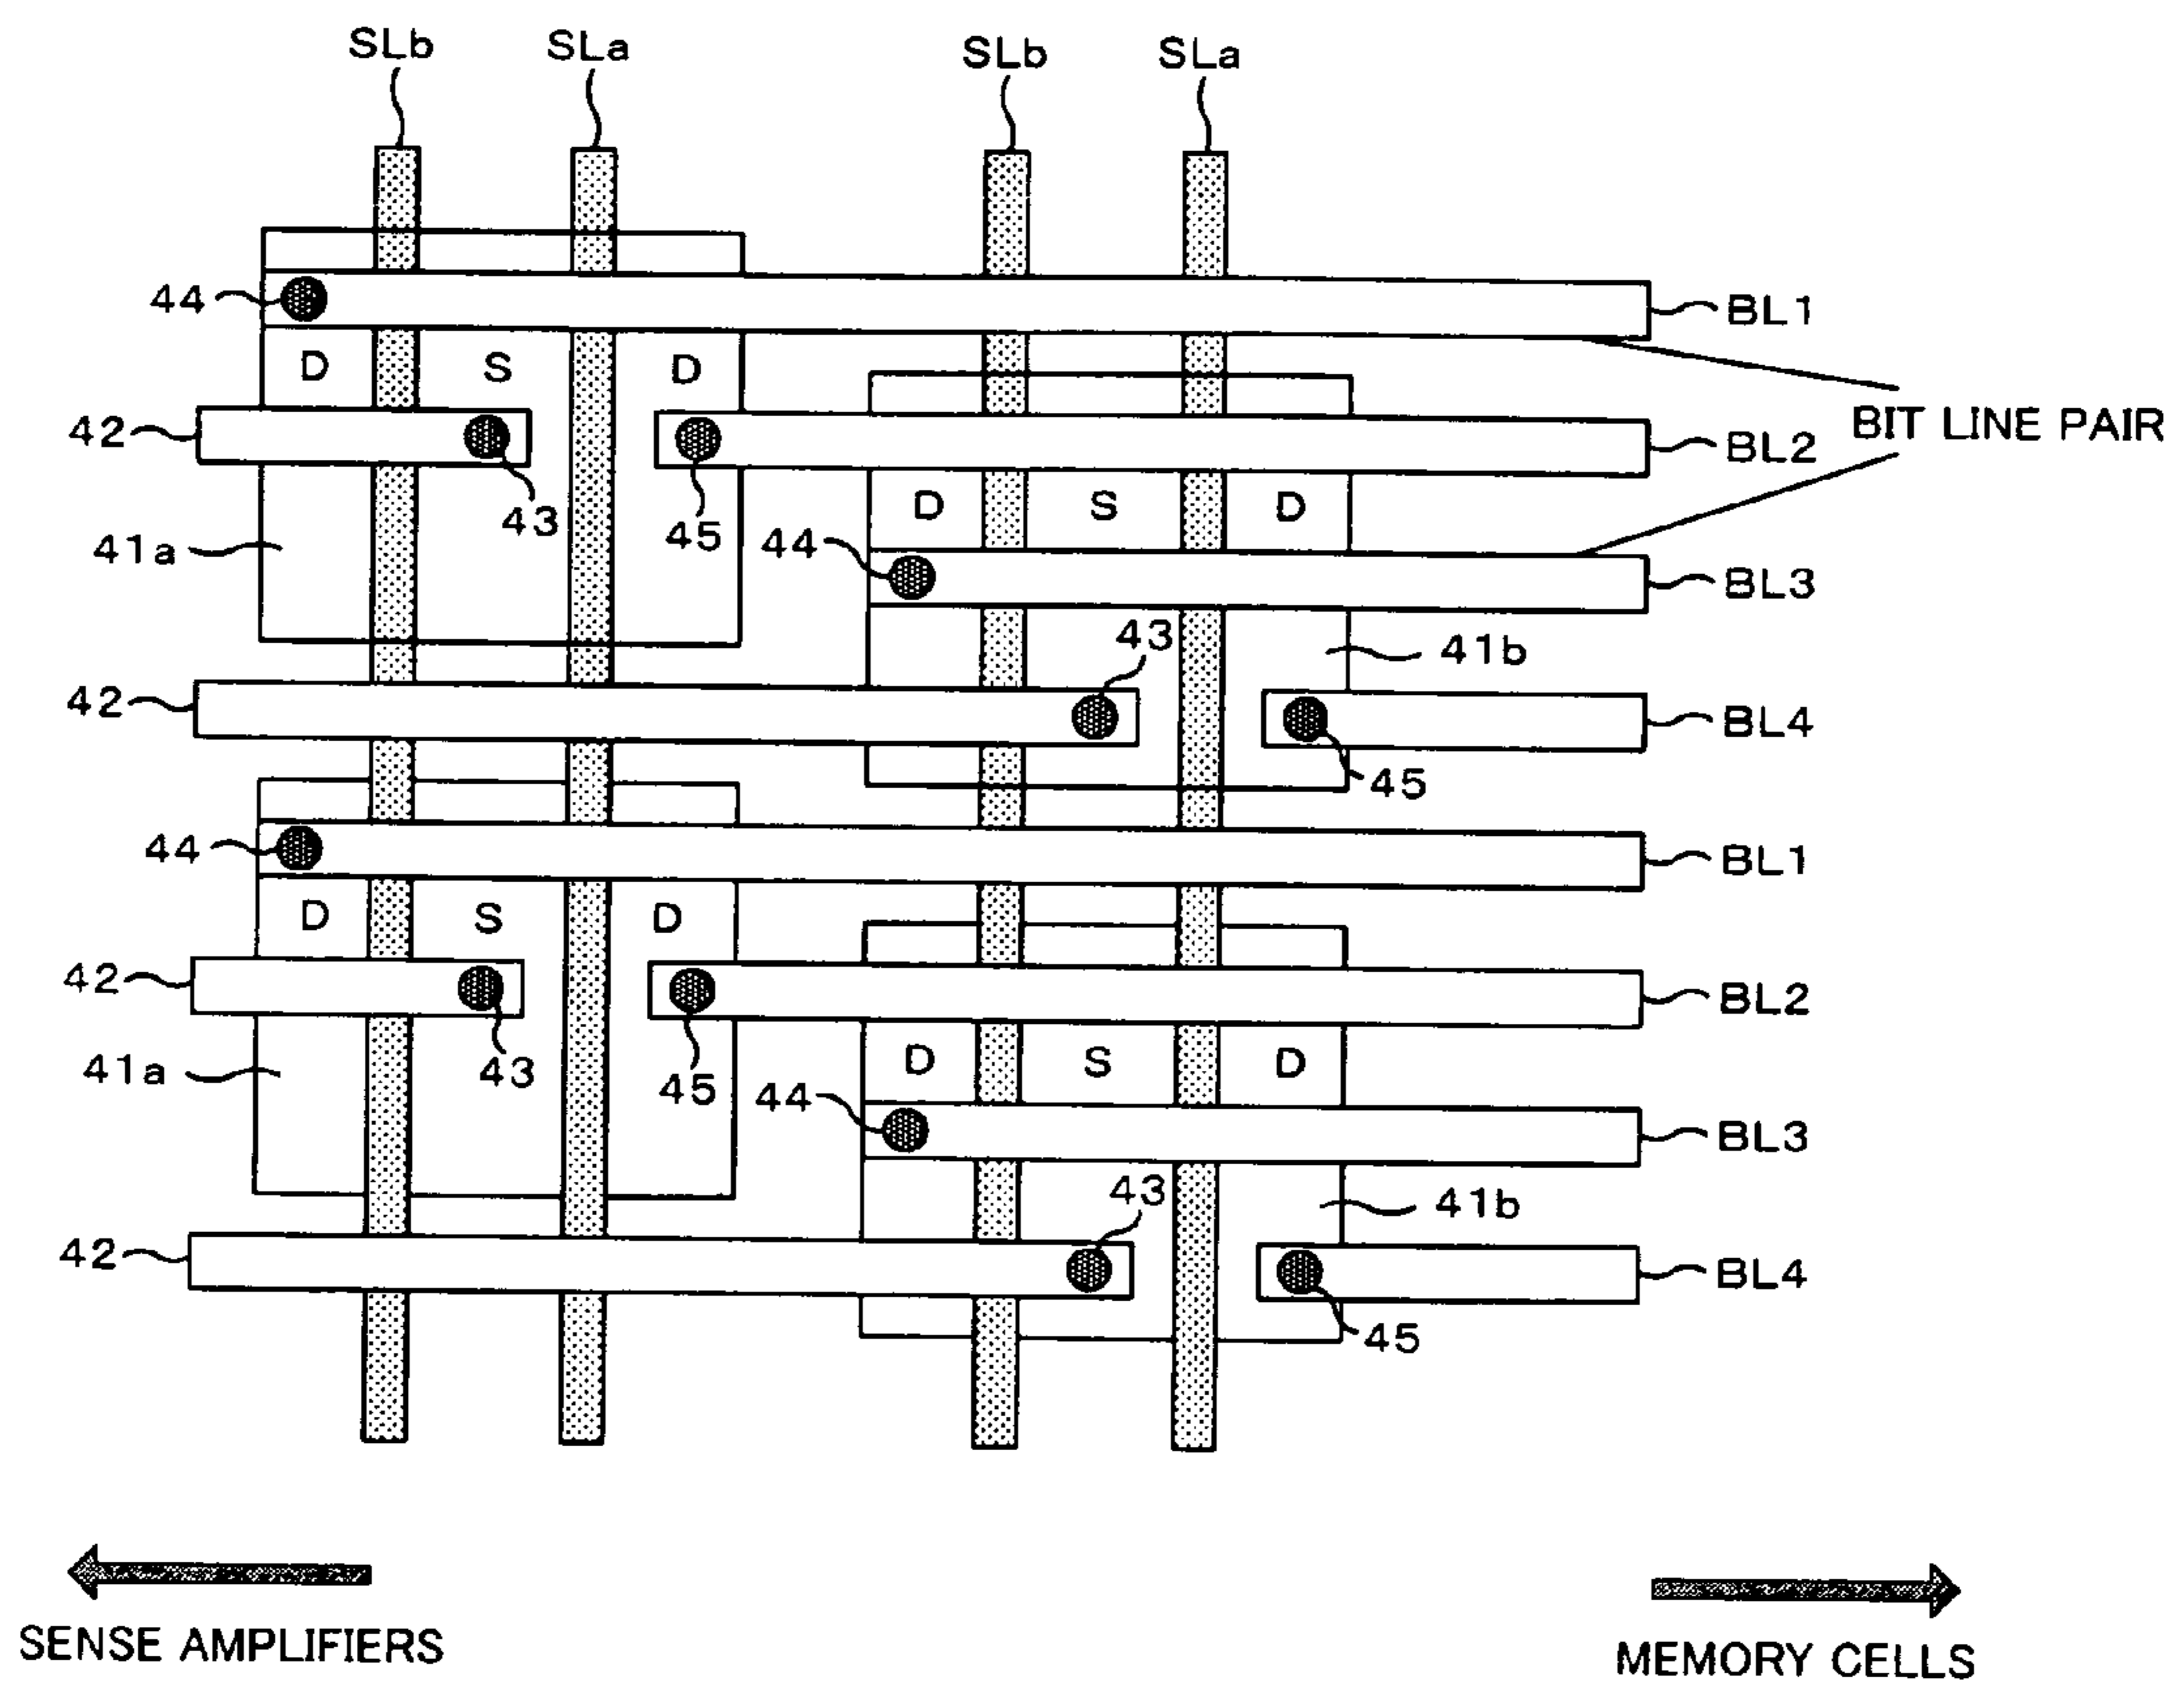 SLb SLa SLb SLa
44 BL1
D S D
42 BIT LINE PAIR
BL2
43 45 D S D
41a 44
BL3
43 41b
42 BL4
45
44 BL1
D S D
42 BL2
43 45 D S D
41a 44
BL3
43 41b
42 BL4
45
SENSE AMPLIFIERS MEMORY CELLS